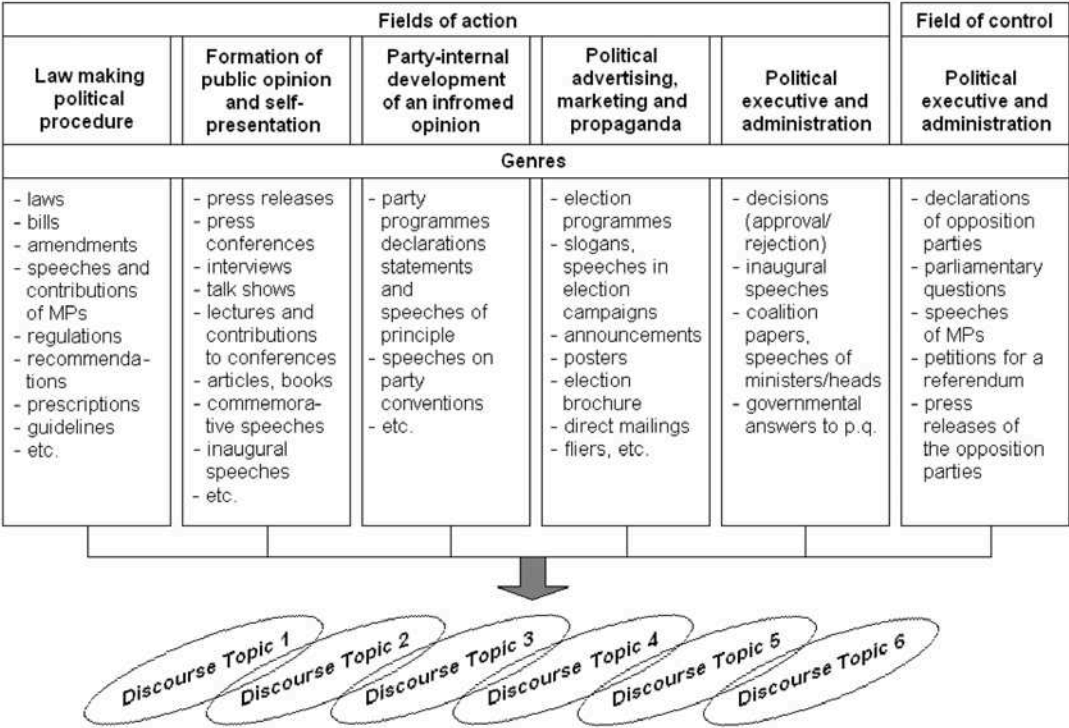 Fields of action
Field of control
Law making
political
procedure
Formation of
public opinion
and self-
presentation
Party-internal
development
of an infromed
opinion
Political
advertising,
marketing and
propaganda
Political
executive and
administration
Political
executive and
administration
Genres
- laws
- bills
- amendments
- speeches and
contributions
of MPs
- regulations
- recommenda-
tions
- prescriptions
- guidelines
- etc.
- press releases
- press
conferences
- interviews
- talk shows
- lectures and
contributions
to conferences
- articles, books
- commemora-
tive speeches
- inaugural
speeches
- etc.
- party
programmes
declarations
statements
and
speeches of
principle
- speeches on
party
conventions
- etc.
- election
programmes
- slogans,
speeches in
election
campaigns
- announcements
- posters
- election
brochure
- direct mailings
- fliers, etc.
- decisions
(approval/
rejection)
- inaugural
speeches
- coalition
papers,
speeches of
ministers/heads
- governmental
answers to p.q.
- declarations
of opposition
parties
- parliamentary
questions
- speeches
of MPs
- petitions for a
referendum
- press
releases of
the opposition
parties
Discourse Topic 1
Discourse Topic 2
Discourse Topic 3
Discourse Topic 4
Discourse Topic 5
Discourse Topic 6